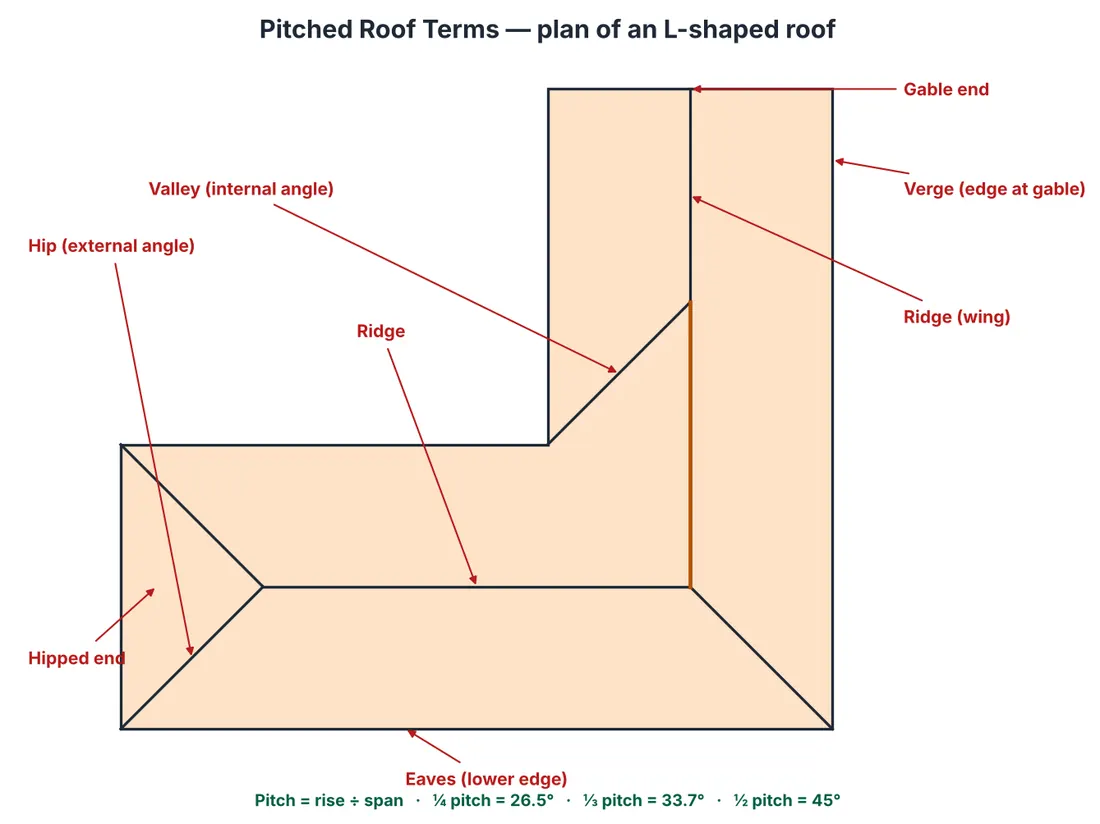 Pitched Roof Terms — plan of an L-shaped roof
Gable end
Valley (internal angle)
Verge (edge at gable)
Hip (external angle)
Ridge (wing)
Ridge
Hipped end
Eaves (lower edge)
Pitch = rise ÷ span · ¼ pitch = 26.5° · ⅓ pitch = 33.7° · ½ pitch = 45°